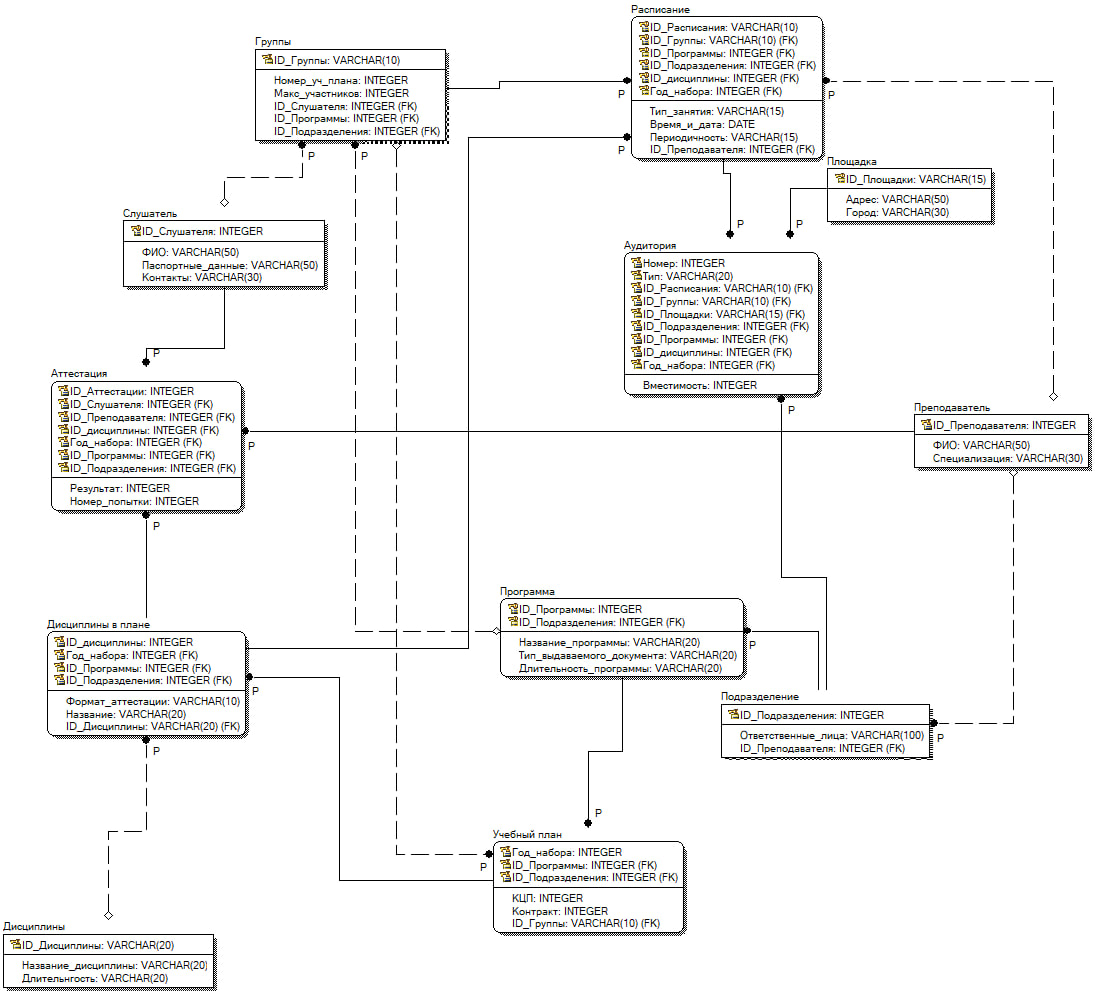 Расписание
ID_Расписания: VARCHAR(10)
ID_Группы: VARCHAR(10) (FK)
ID_Программы: INTEGER (FK)
ID_Подразделения: INTEGER (FK)
ID_дисциплины: INTEGER (FK)
Год_набора: INTEGER (FK)
Тип_занятия: VARCHAR(15)
Время_и_дата: DATE
Периодичность: VARCHAR(15)
ID_Преподавателя: INTEGER (FK)
Группы
ID_Группы: VARCHAR(10)
Номер_уч_плана: INTEGER
Макс_участников: INTEGER
ID_Слушателя: INTEGER (FK)
ID_Программы: INTEGER (FK)
ID_Подразделения: INTEGER (FK)
P
P
P
P
P
Площадка
ID_Площадки: VARCHAR(15)
Адрес: VARCHAR(50)
Город: VARCHAR(30)
Слушатель
ID_Слушателя: INTEGER
ФИО: VARCHAR(50)
Паспортные_данные: VARCHAR(50)
Контакты: VARCHAR(30)
P
P
Аудитория
Номер: INTEGER
Тип: VARCHAR(20)
ID_Расписания: VARCHAR(10) (FK)
ID_Группы: VARCHAR(10) (FK)
ID_Площадки: VARCHAR(15) (FK)
ID_Подразделения: INTEGER (FK)
ID_Программы: INTEGER (FK)
ID_дисциплины: INTEGER (FK)
Год_набора: INTEGER (FK)
Вместимость: INTEGER
P
P
Аттестация
ID_Аттестации: INTEGER
ID_Слушателя: INTEGER (FK)
ID_Преподавателя: INTEGER (FK)
ID_дисциплины: INTEGER (FK)
Год_набора: INTEGER (FK)
ID_Программы: INTEGER (FK)
ID_Подразделения: INTEGER (FK)
Результат: INTEGER
Номер_попытки: INTEGER
P
P
Преподаватель
ID_Преподавателя: INTEGER
ФИО: VARCHAR(50)
Специализация: VARCHAR(30)
Программа
ID_Программы: INTEGER
ID_Подразделения: INTEGER (FK)
Название_программы: VARCHAR(20)
Тип_выдаваемого_документа: VARCHAR(20)
Длительность_программы: VARCHAR(20)
P
Дисциплины в плане
ID_дисциплины: INTEGER
Год_набора: INTEGER (FK)
ID_Программы: INTEGER (FK)
ID_Подразделения: INTEGER (FK)
Формат_аттестации: VARCHAR(10)
Название: VARCHAR(20)
ID_Дисциплины: VARCHAR(20) (FK)
P
P
Подразделение
ID_Подразделения: INTEGER
Ответственные_лица: VARCHAR(100)
ID_Преподавателя: INTEGER (FK)
P
P
P
Учебный план
Год_набора: INTEGER
ID_Программы: INTEGER (FK)
ID_Подразделения: INTEGER (FK)
КЦП: INTEGER
Контракт: INTEGER
ID_Группы: VARCHAR(10) (FK)
Дисциплины
ID_Дисциплины: VARCHAR(20)
Название_дисциплины: VARCHAR(20)
Длительнгость: VARCHAR(20)